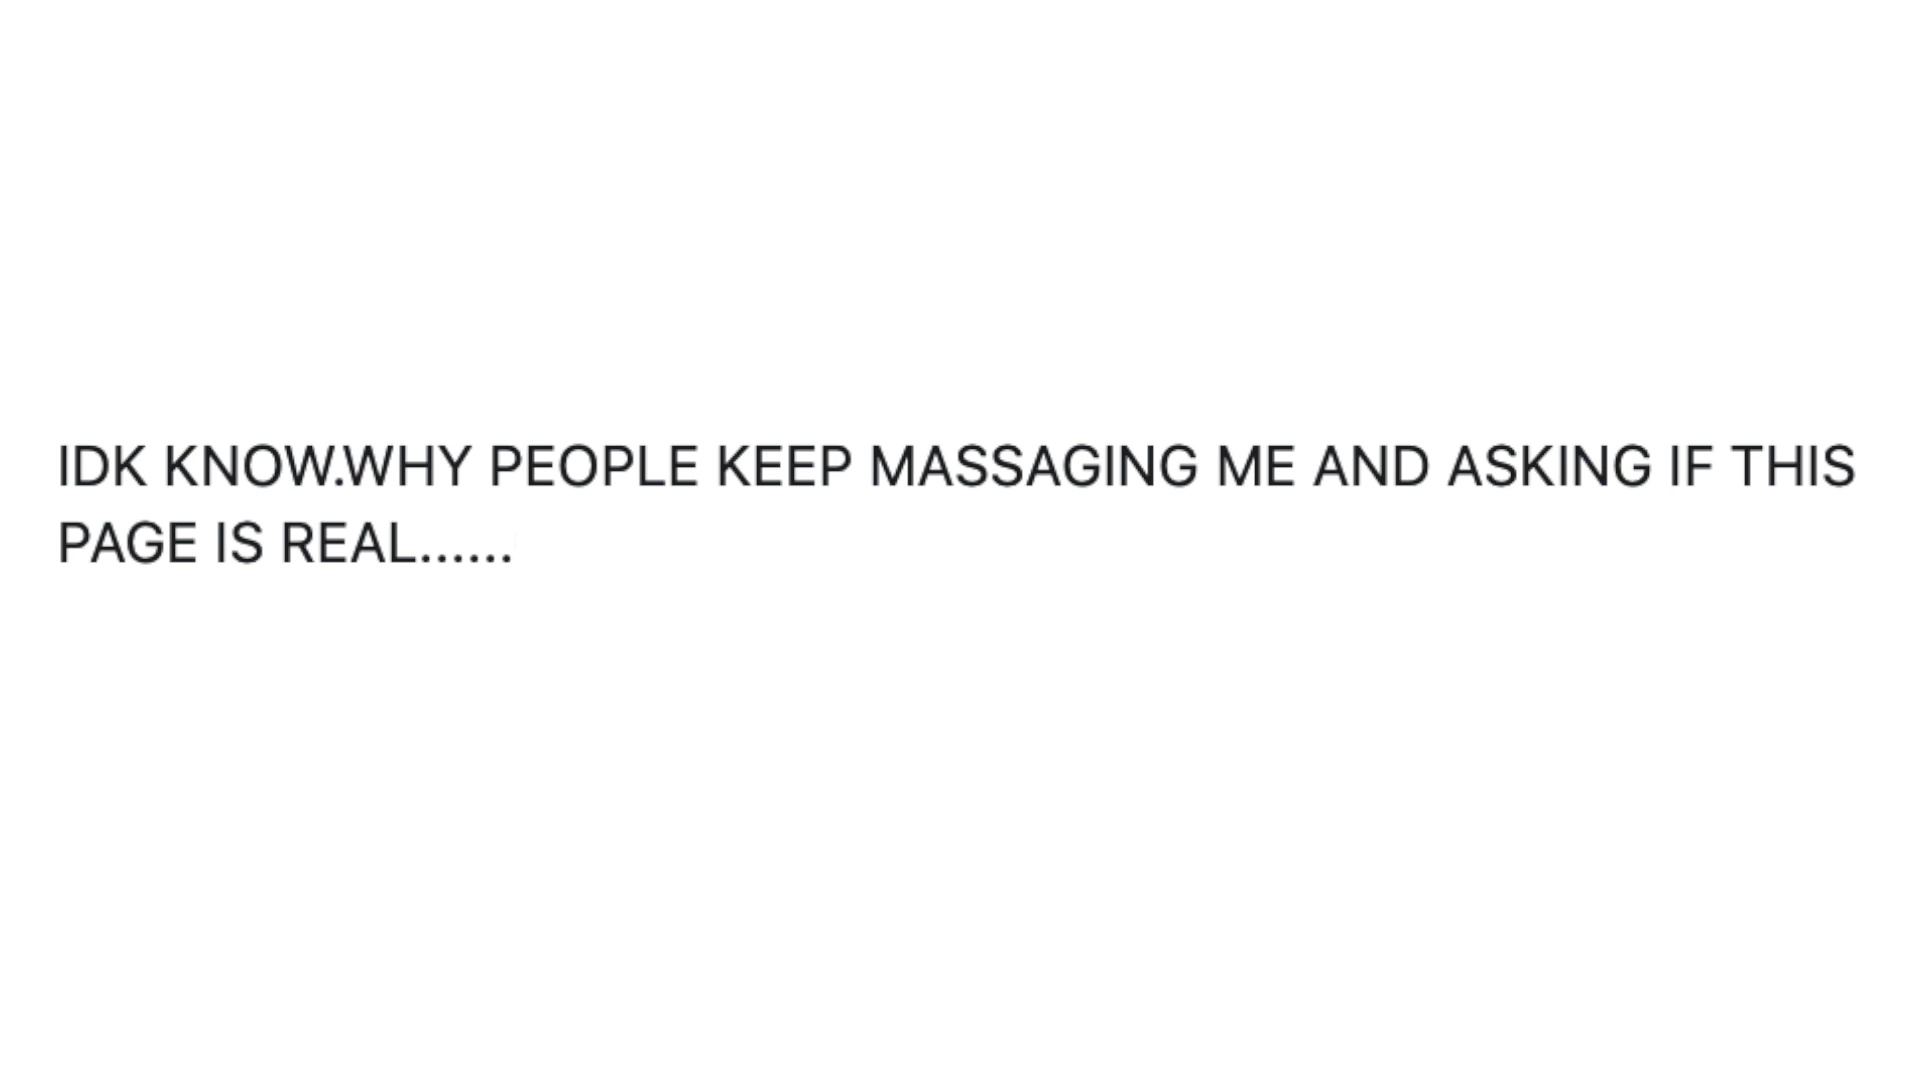 IDK KNOW.WHY PEOPLE KEEP MASSAGING ME AND ASKING IF THIS
PAGE IS REAL......